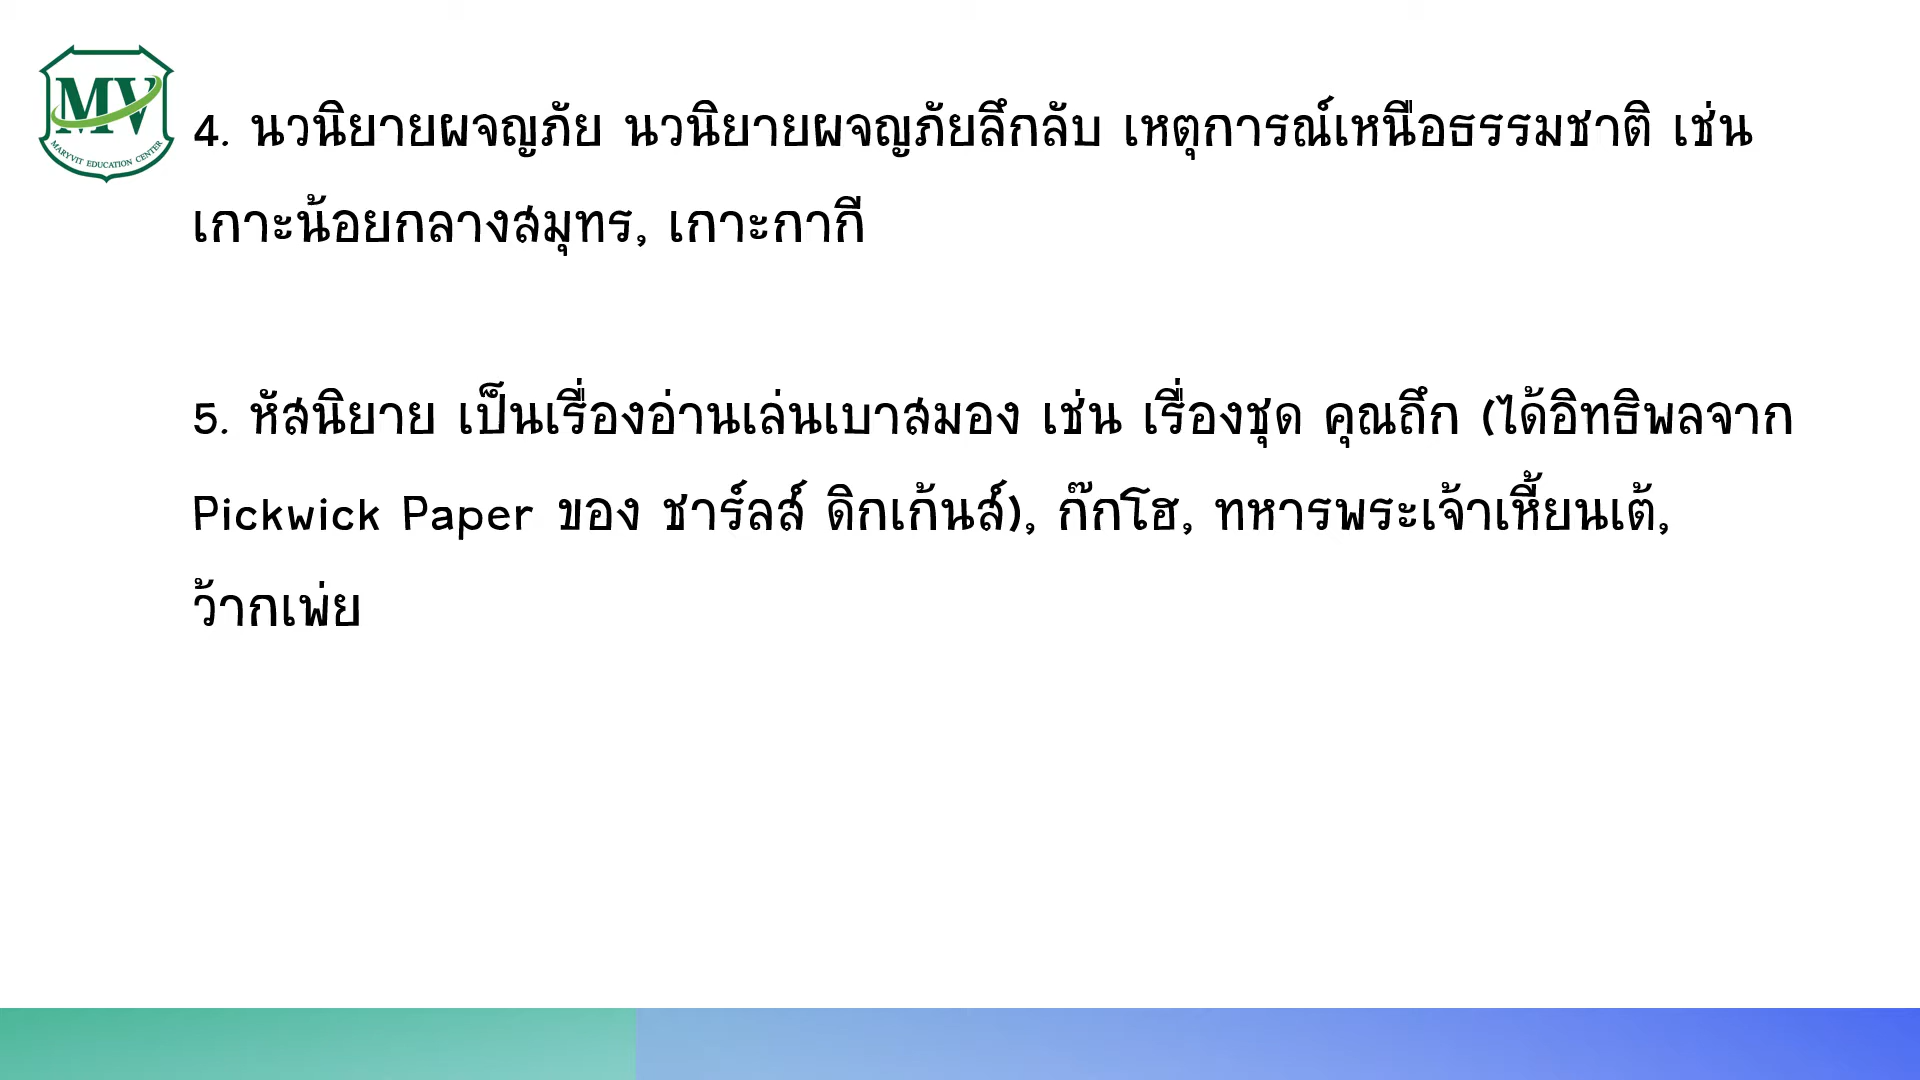 MV
MARYVIT EDUCATION CENTER
4. นวนิยายผจญภัย นวนิยายผจญภัยลึกลับ เหตุการณ์เหนือธรรมชาติ เช่น
เกาะน้อยกลางสมุทร, เกาะกากี
5. หัสนิยาย เป็นเรื่องอ่านเล่นเบาสมอง เช่น เรื่องชุด คุณถึก (ได้อิทธิพลจาก
Pickwick Paper ของ ชาร์ลส์ ดิกเก้นส์), ก๊กโฮ, ทหารพระเจ้าเหี้ยนเต้,
ว้ากเพ่ย